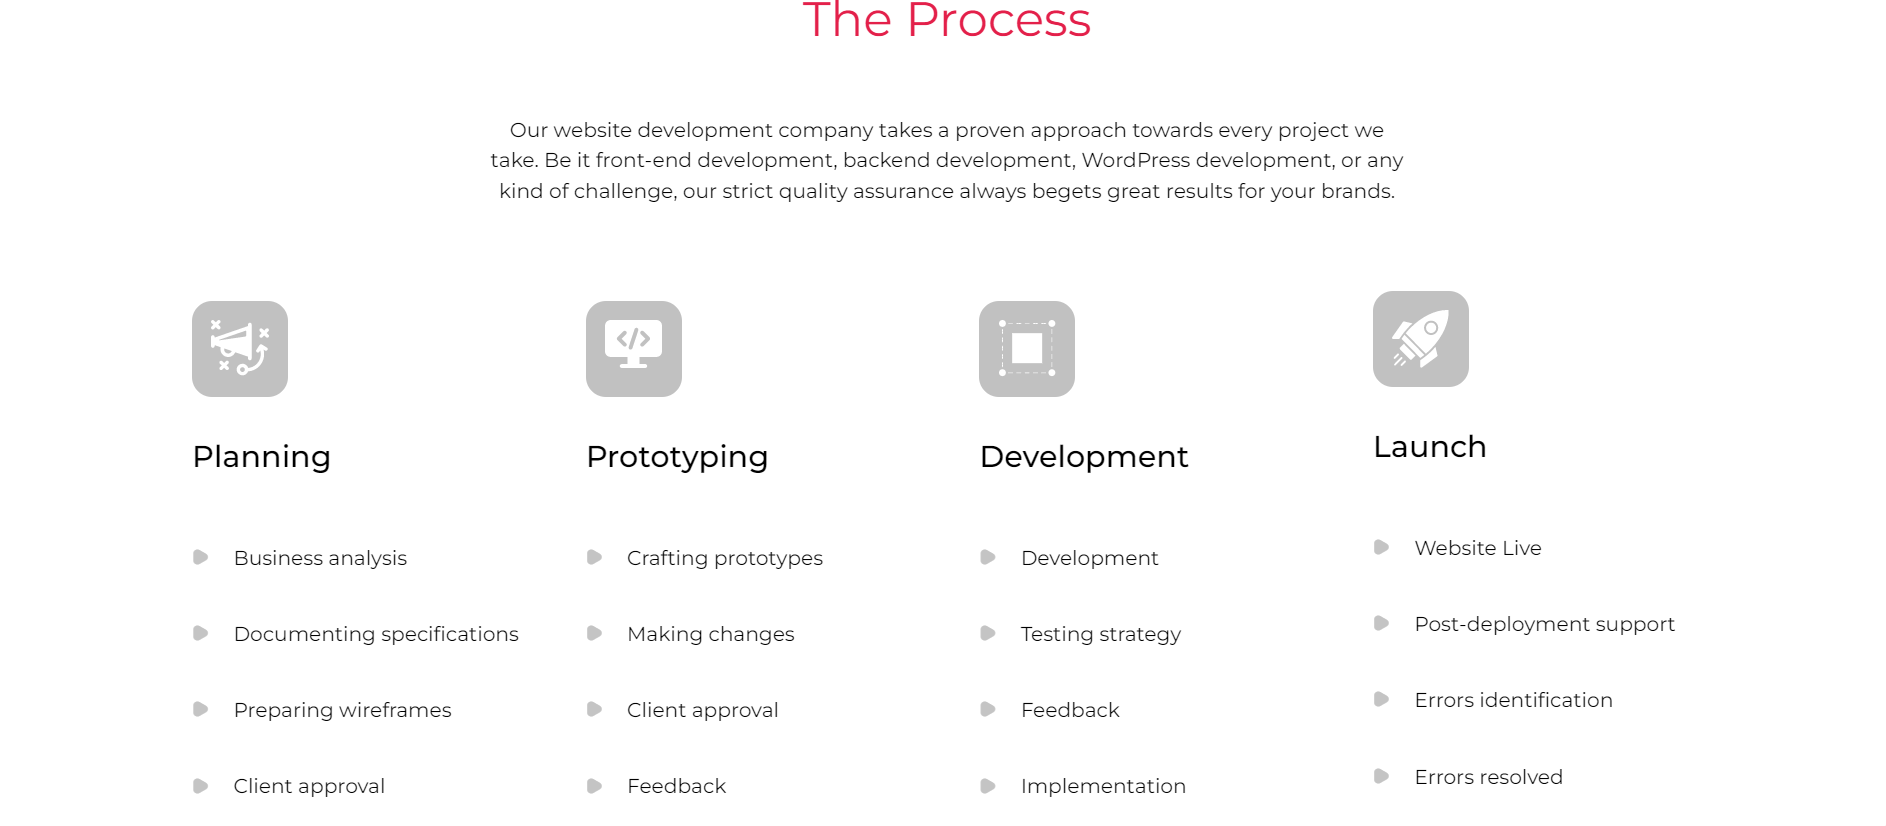 The Process
Our website development company takes a proven approach towards every project we
take. Be it front-end development, backend development, WordPress development, or any
kind of challenge, our strict quality assurance always begets great results for your brands.
Planning
Business analysis
Documenting specifications
Preparing wireframes
Client approval
Prototyping
Crafting prototypes
Making changes
Client approval
Feedback
Development
Development
Testing strategy
Feedback
Implementation
Launch
Website Live
Post-deployment support
Errors identification
Errors resolved